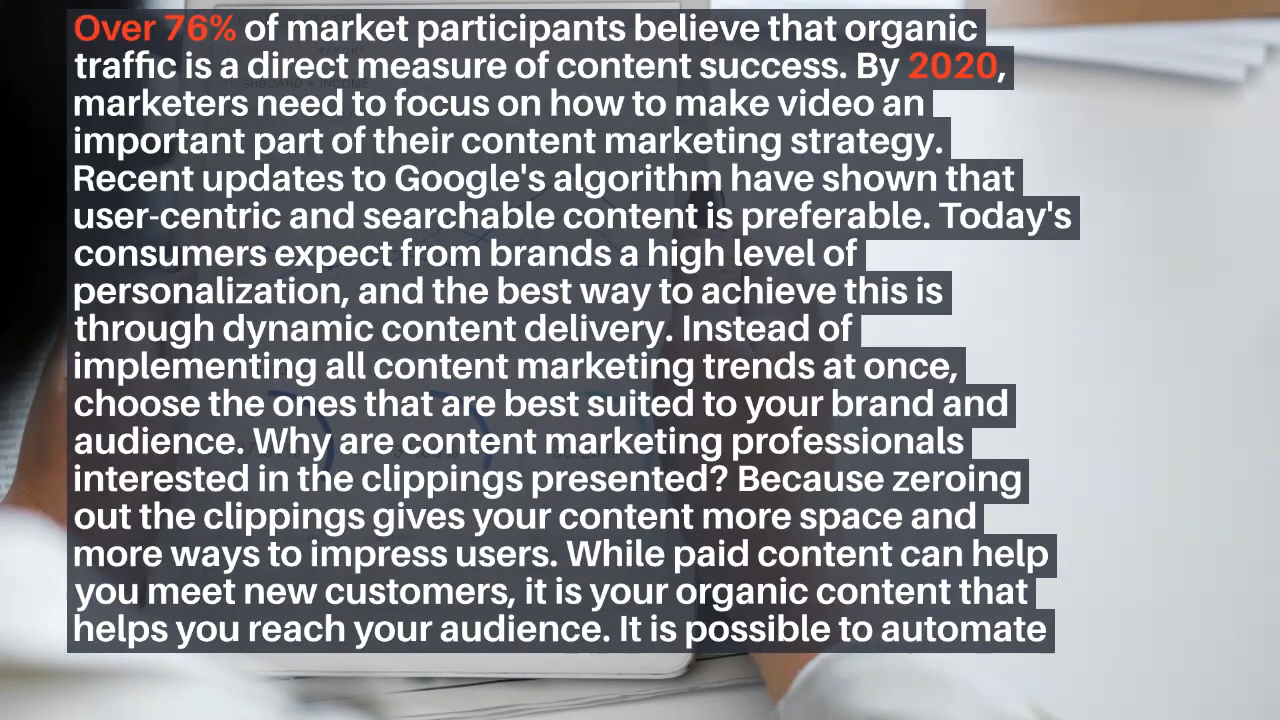 Over 76% of market participants believe that organic
traffic is a direct measure of content success. By 2020,
marketers need to focus on how to make video an
important part of their content marketing strategy.
Recent updates to Google's algorithm have shown that
user-centric and searchable content is preferable. Today's
consumers expect from brands a high level of
personalization, and the best way to achieve this is
through dynamic content delivery. Instead of
implementing all content marketing trends at once,
choose the ones that are best suited to your brand and
audience. Why are content marketing professionals
interested in the clippings presented? Because zeroing
out the clippings gives your content more space and
more ways to impress users. While paid content can help
you meet new customers, it is your organic content that
helps you reach your audience. It is possible to automate